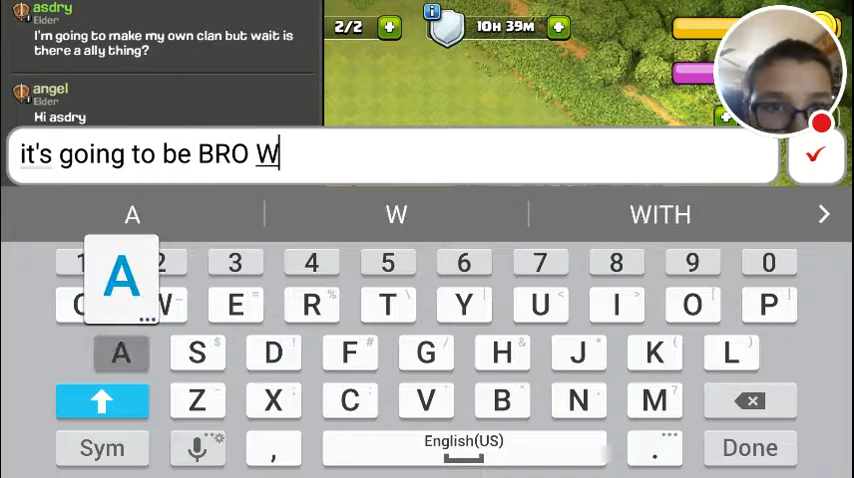 asdry
Elder
I'm going to make my own clan but wait is
there a ally thing?
angel
Elder
Hi asdry
2/2
10H 39M
it's going to be BRO W
A W WITH
A
1 2 3 4 5 6 7 8 9 0
W E R T Y U I O P
A S D F G H J K L
Z X C V B N M
Sym , English(US) . Done